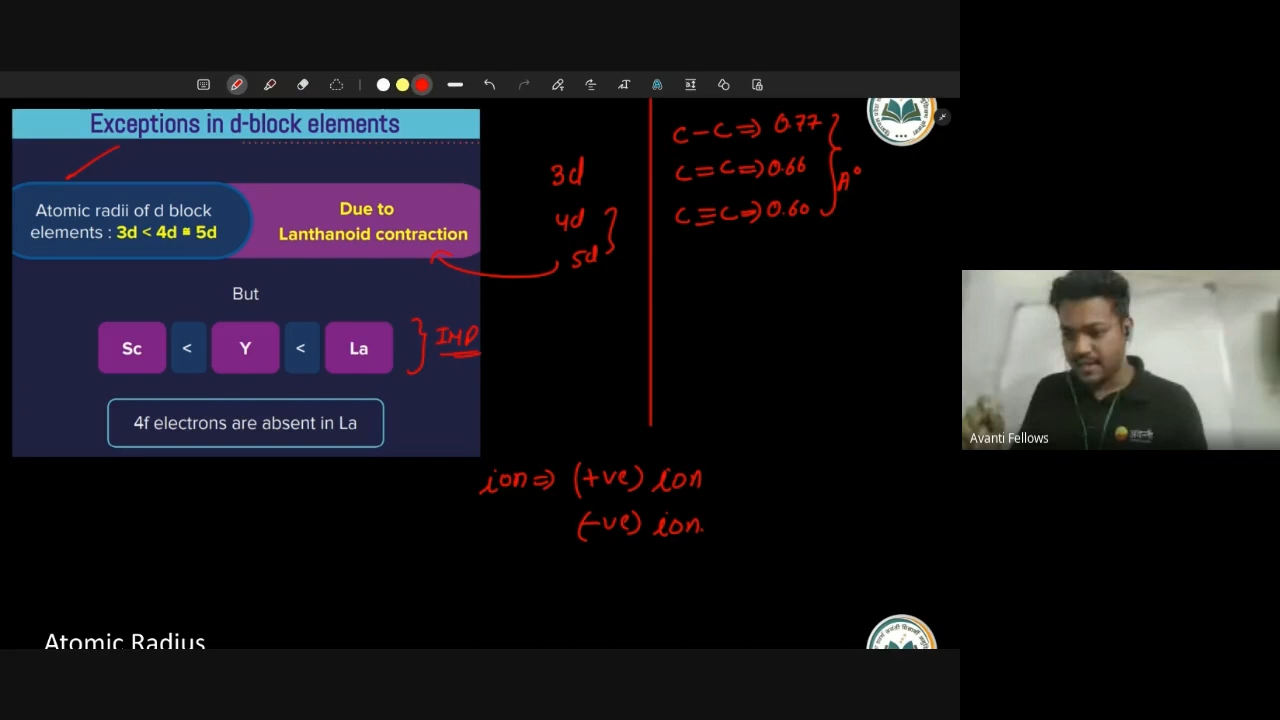 Exceptions in d-block elements
Atomic radii of d block
elements : 3d < 4d ≅ 5d
Due to
Lanthanoid contraction
But
Sc < Y < La
4f electrons are absent in La
IMP
3d
4d
5d
C-C⇒ 0.77
C=C⇒0.66
C≡C⇒0.60
A°
ion⇒ (+ve) ion
(-ve) ion.
Atomic Radius
Avanti Fellows